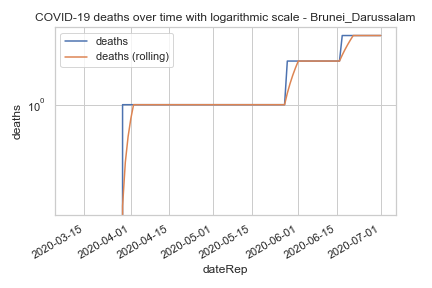 COVID-19 deaths over time with logarithmic scale - Brunei_Darussalam
deaths
deaths (rolling)
deaths
10⁰
2020-03-15
2020-04-01
2020-04-15
2020-05-01
2020-05-15
2020-06-01
2020-06-15
2020-07-01
dateRep